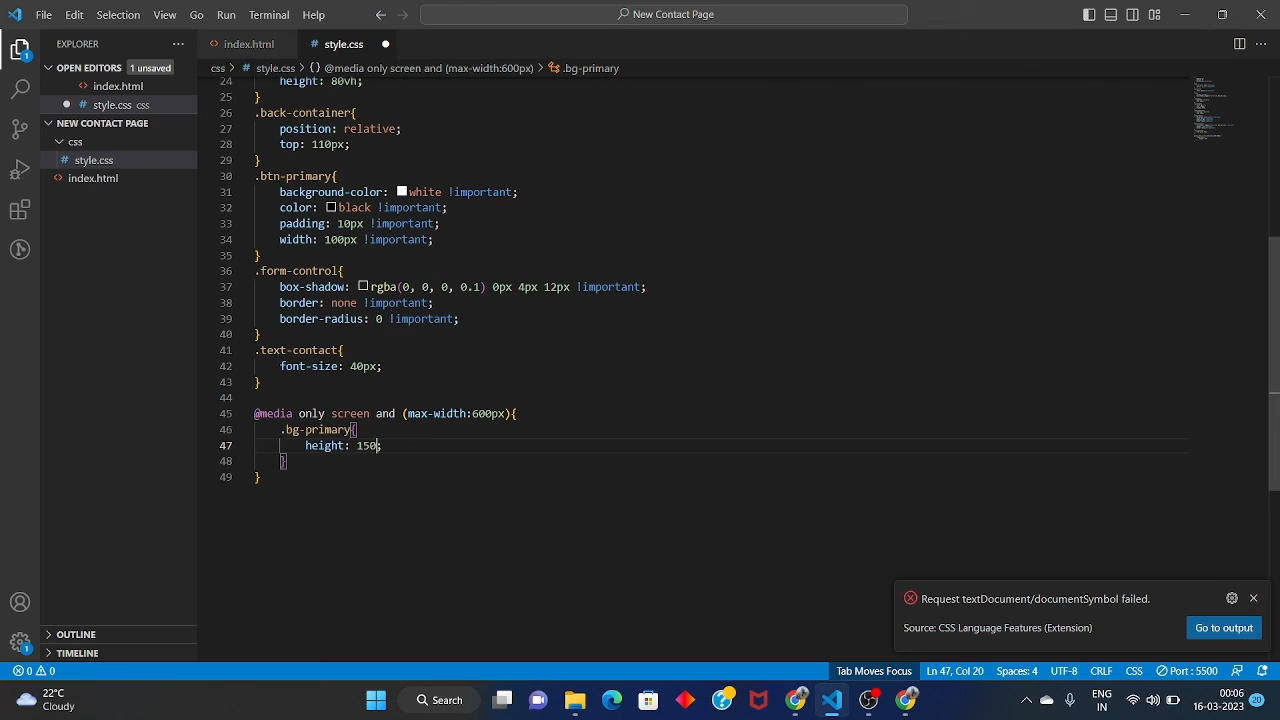 File Edit Selection View Go Run Terminal Help
New Contact Page
EXPLORER
index.html
style.css
OPEN EDITORS 1 unsaved
css > style.css > {} @media only screen and (max-width:600px) > .bg-primary
index.html
style.css css
NEW CONTACT PAGE
css
style.css
index.html
24 height: 80vh;
25 }
26 .back-container{
27 position: relative;
28 top: 110px;
29 }
30 .btn-primary{
31 background-color: white !important;
32 color: black !important;
33 padding: 10px !important;
34 width: 100px !important;
35 }
36 .form-control{
37 box-shadow: rgba(0, 0, 0, 0.1) 0px 4px 12px !important;
38 border: none !important;
39 border-radius: 0 !important;
40 }
41 .text-contact{
42 font-size: 40px;
43 }
44
45 @media only screen and (max-width:600px){
46 .bg-primary{
47 height: 150;
48 }
49 }
Request textDocument/documentSymbol failed.
Source: CSS Language Features (Extension)
Go to output
OUTLINE
TIMELINE
0 0
Tab Moves Focus Ln 47, Col 20 Spaces: 4 UTF-8 CRLF CSS Port : 5500
22°C
Cloudy
Search
ENG
IN
00:06
16-03-2023
20